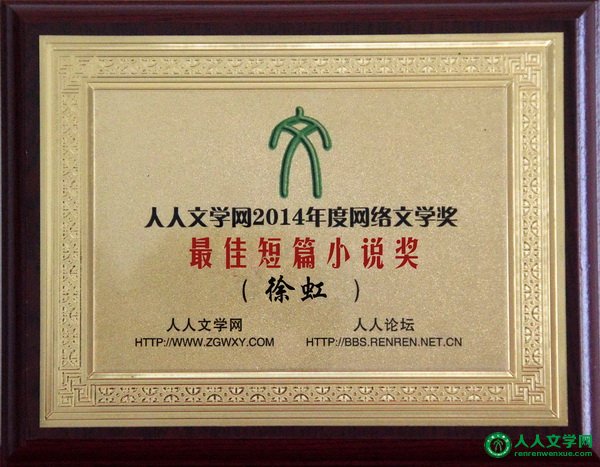 人人文学网2014年度网络文学奖
最佳短篇小说奖
( 徐虹 )
人人文学网 人人论坛
HTTP://WWW.ZGWXY.COM HTTP://BBS.RENREN.NET.CN
人人文学网
renrenwenxue.com